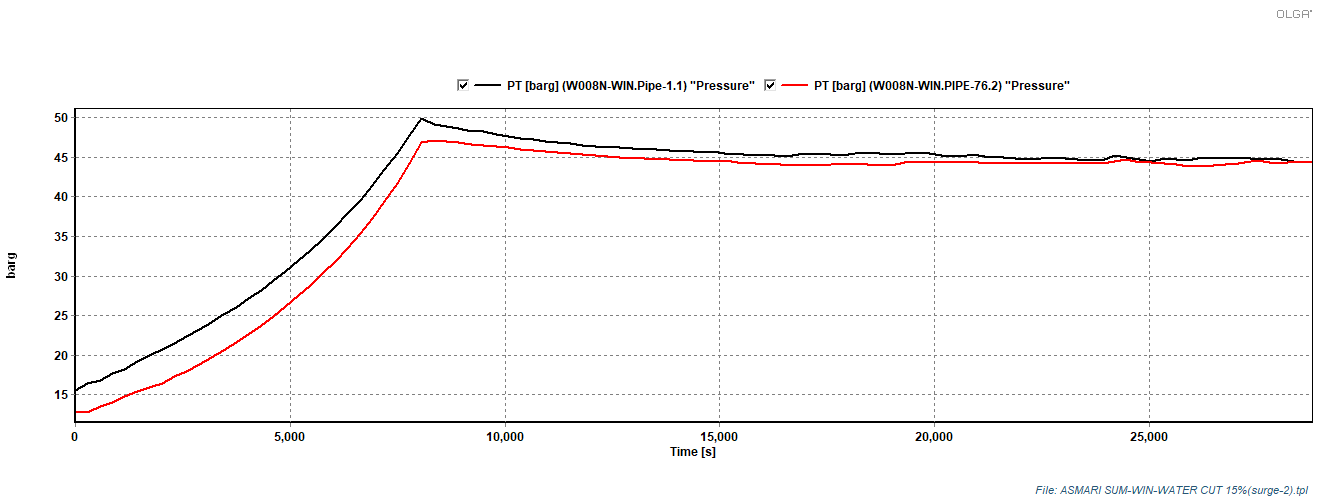 OLGA
PT [barg] (W008N-WIN.Pipe-1.1) "Pressure" PT [barg] (W008N-WIN.PIPE-76.2) "Pressure"
50
45
40
35
30
25
20
15
barg
0 5,000 10,000 15,000 20,000 25,000
Time [s]
File: ASMARI SUM-WIN-WATER CUT 15%(surge-2).tpl